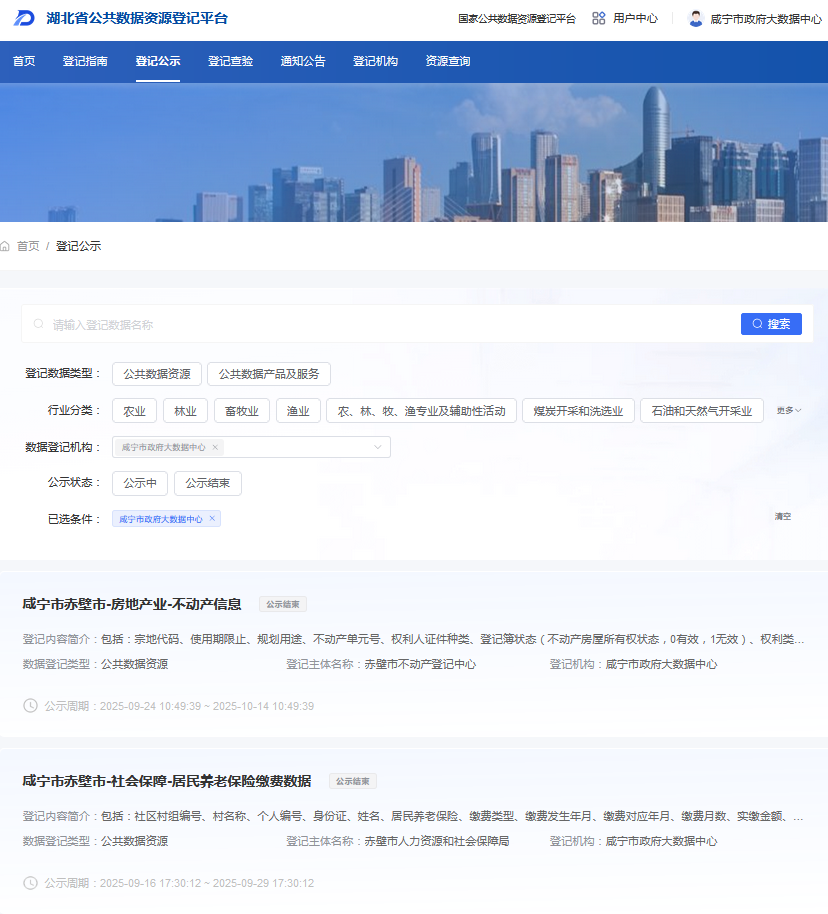 湖北省公共数据资源登记平台 国家公共数据资源登记平台 用户中心 咸宁市政府大数据中心
首页 登记指南 登记公示 登记查验 通知公告 登记机构 资源查询
首页 / 登记公示
请输入登记数据名称 搜索
登记数据类型： 公共数据资源 公共数据产品及服务
行业分类： 农业 林业 畜牧业 渔业 农、林、牧、渔专业及辅助性活动 煤炭开采和洗选业 石油和天然气开采业 更多
数据登记机构： 咸宁市政府大数据中心 ×
公示状态： 公示中 公示结束
已选条件： 咸宁市政府大数据中心 × 清空
咸宁市赤壁市-房地产业-不动产信息 公示结束
登记内容简介：包括：宗地代码、使用期限止、规划用途、不动产单元号、权利人证件种类、登记簿状态（不动产房屋所有权状态，0有效，1无效）、权利类...
数据登记类型：公共数据资源 登记主体名称：赤壁市不动产登记中心 登记机构：咸宁市政府大数据中心
公示周期：2025-09-24 10:49:39 ~ 2025-10-14 10:49:39
咸宁市赤壁市-社会保障-居民养老保险缴费数据 公示结束
登记内容简介：包括：社区村组编号、村名称、个人编号、身份证、姓名、居民养老保险、缴费类型、缴费发生年月、缴费对应年月、缴费月数、实缴金额、...
数据登记类型：公共数据资源 登记主体名称：赤壁市人力资源和社会保障局 登记机构：咸宁市政府大数据中心
公示周期：2025-09-16 17:30:12 ~ 2025-09-29 17:30:12